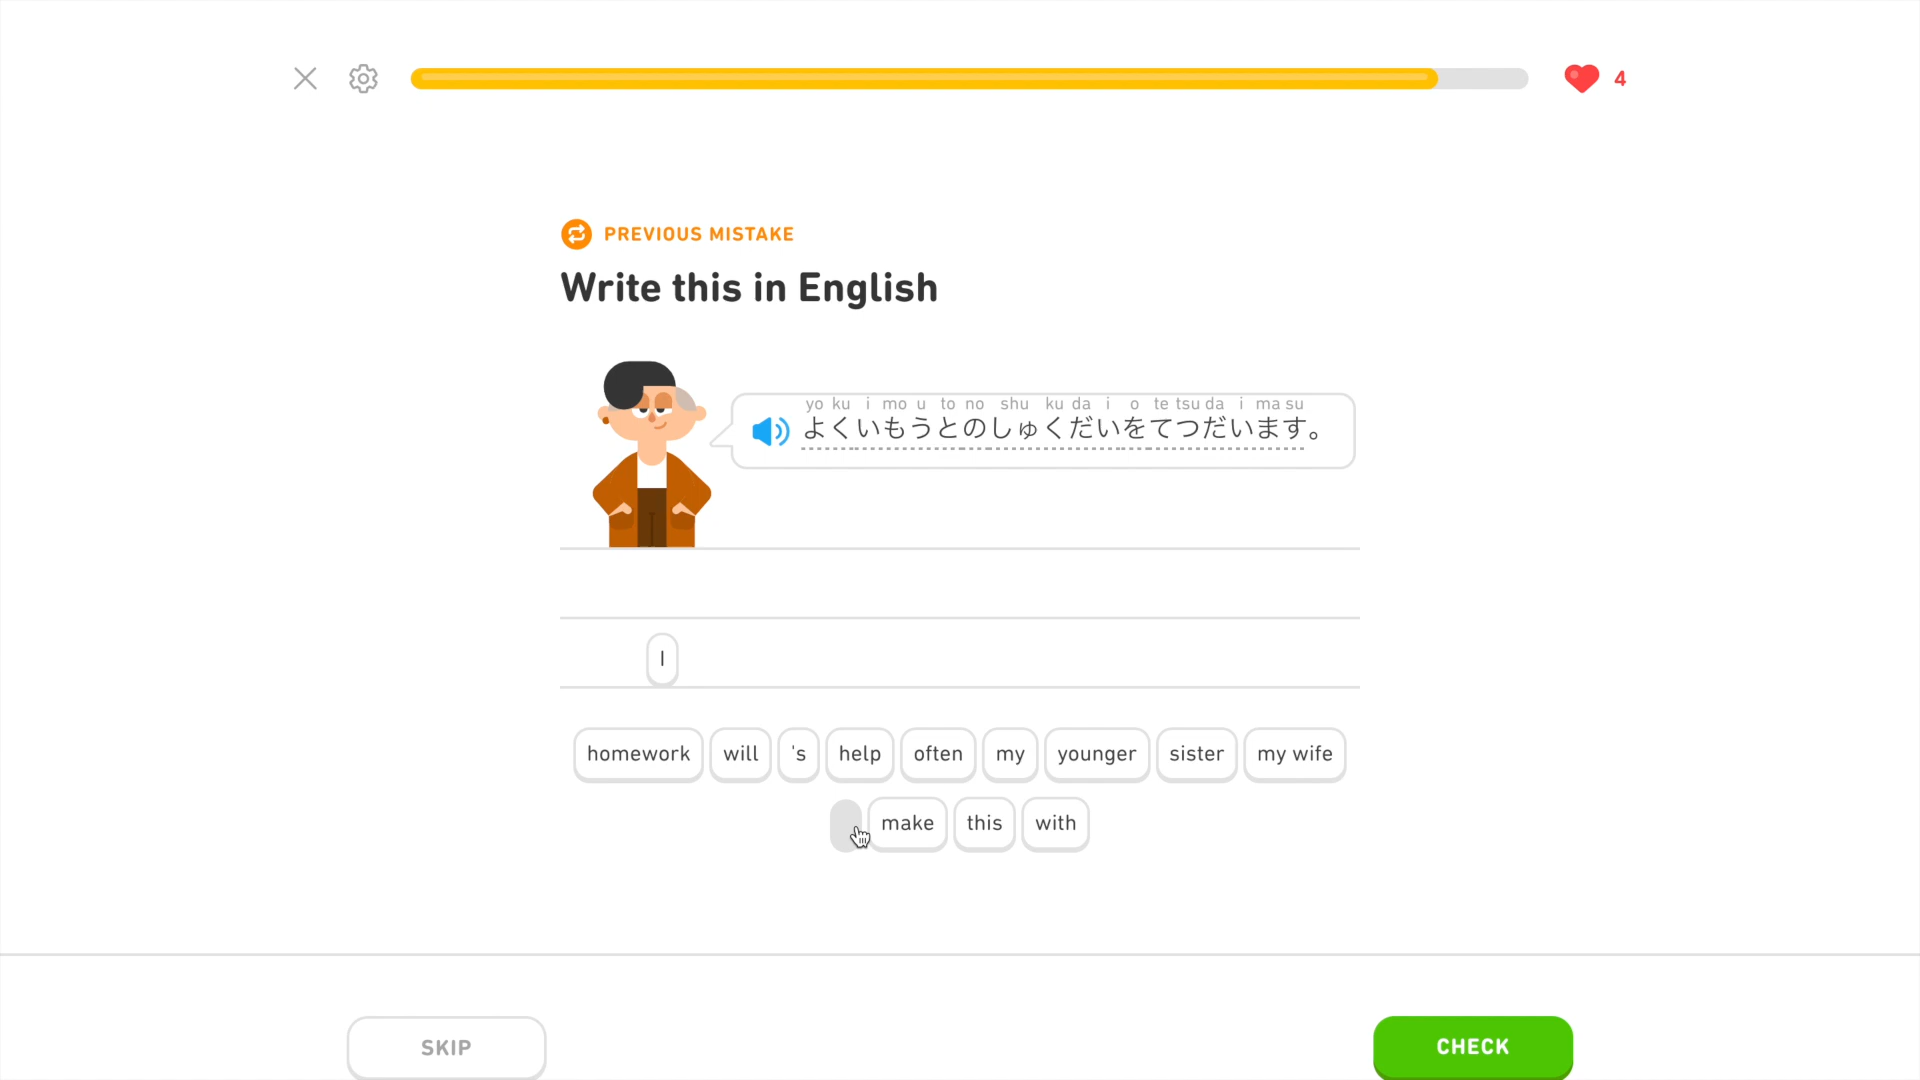 4
PREVIOUS MISTAKE
Write this in English
yo ku i mo u to no shu ku da i o te tsu da i ma su
よくいもうとのしゅくだいをてつだいます。
I
homework will 's help often my younger sister my wife
make this with
SKIP CHECK